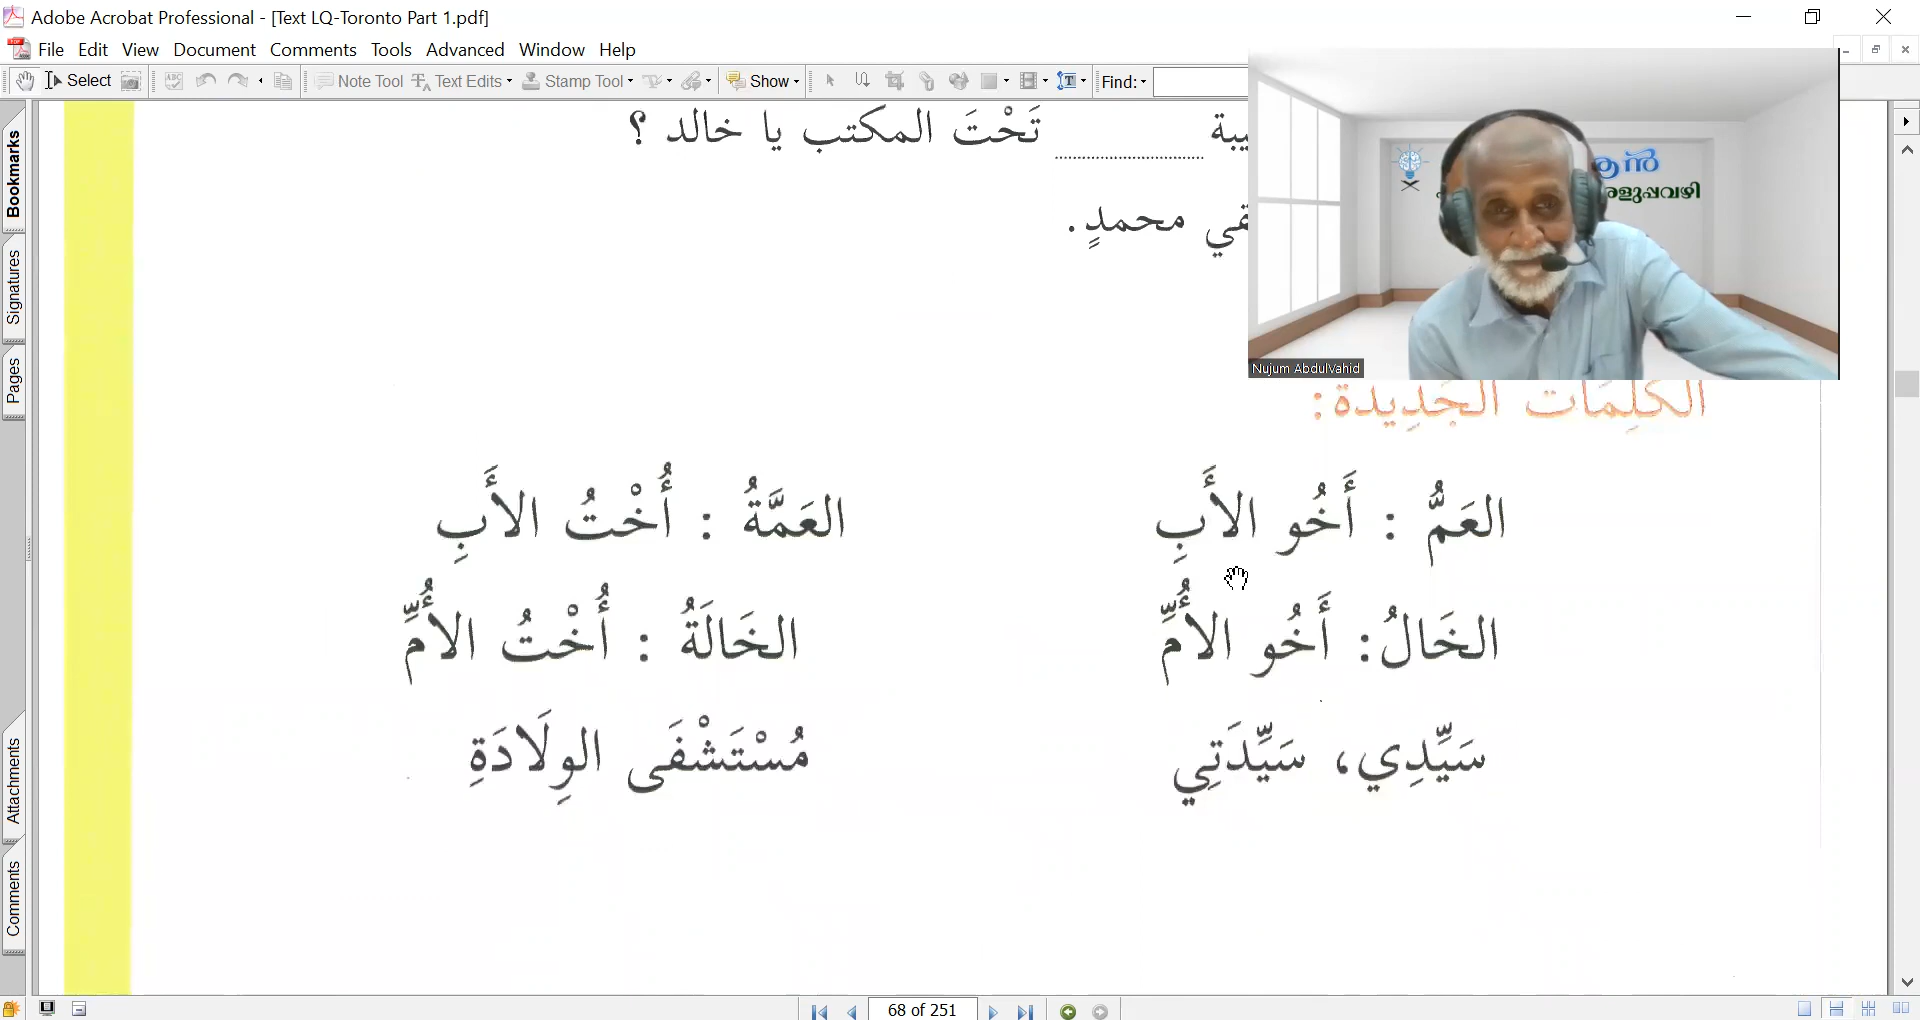 Adobe Acrobat Professional - [Text LQ-Toronto Part 1.pdf]
File Edit View Document Comments Tools Advanced Window Help
Select Note Tool Text Edits Stamp Tool Show Find:
Bookmarks
Signatures
Pages
Attachments
Comments
تَحْتَ المكتب يا خالد ؟
محمدٍ .
Nujum AbdulVahid
الكَلِمَات الجَدِيدة:
العَمُّ : أَخُو الأَبِ
العَمَّةُ : أُخْتُ الأَبِ
الخَالُ: أَخُو الأُمِّ
الخَالَةُ : أُخْتُ الأُمِّ
سَيِّدِي، سَيِّدَتِي
مُسْتَشْفَى الوِلَادَةِ
68 of 251